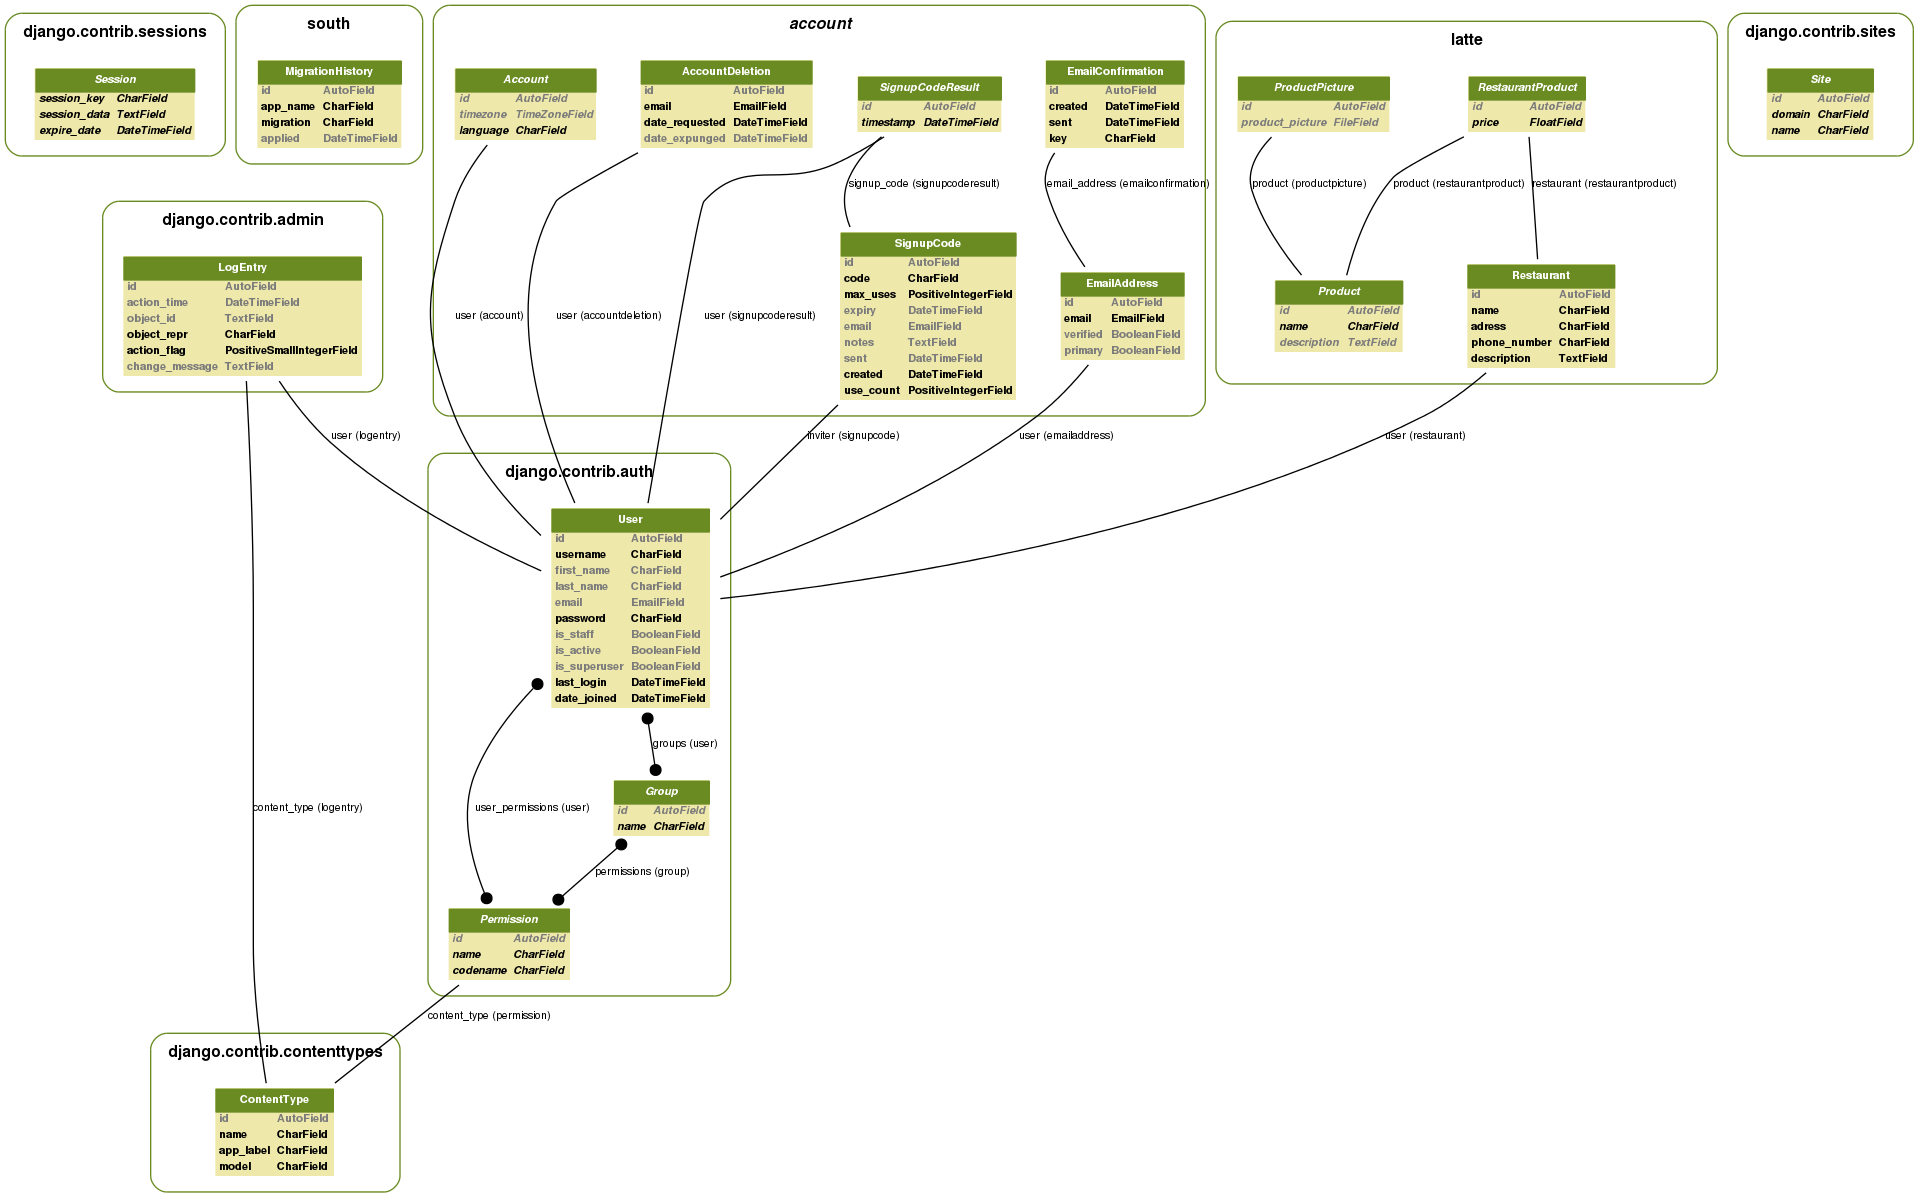 django.contrib.sessions
Session
session_key CharField
session_data TextField
expire_date DateTimeField
south
MigrationHistory
id AutoField
app_name CharField
migration CharField
applied DateTimeField
account
Account
id AutoField
timezone TimeZoneField
language CharField
AccountDeletion
id AutoField
email EmailField
date_requested DateTimeField
date_expunged DateTimeField
SignupCodeResult
id AutoField
timestamp DateTimeField
EmailConfirmation
id AutoField
created DateTimeField
sent DateTimeField
key CharField
signup_code (signupcoderesult)
email_address (emailconfirmation)
SignupCode
id AutoField
code CharField
max_uses PositiveIntegerField
expiry DateTimeField
email EmailField
notes TextField
sent DateTimeField
created DateTimeField
use_count PositiveIntegerField
EmailAddress
id AutoField
email EmailField
verified BooleanField
primary BooleanField
user (account)
user (accountdeletion)
user (signupcoderesult)
latte
ProductPicture
id AutoField
product_picture FileField
RestaurantProduct
id AutoField
price FloatField
product (productpicture)
product (restaurantproduct)
restaurant (restaurantproduct)
Product
id AutoField
name CharField
description TextField
Restaurant
id AutoField
name CharField
adress CharField
phone_number CharField
description TextField
django.contrib.sites
Site
id AutoField
domain CharField
name CharField
django.contrib.admin
LogEntry
id AutoField
action_time DateTimeField
object_id TextField
object_repr CharField
action_flag PositiveSmallIntegerField
change_message TextField
user (logentry)
inviter (signupcode)
user (emailaddress)
user (restaurant)
django.contrib.auth
User
id AutoField
username CharField
first_name CharField
last_name CharField
email EmailField
password CharField
is_staff BooleanField
is_active BooleanField
is_superuser BooleanField
last_login DateTimeField
date_joined DateTimeField
groups (user)
Group
id AutoField
name CharField
user_permissions (user)
content_type (logentry)
permissions (group)
Permission
id AutoField
name CharField
codename CharField
content_type (permission)
django.contrib.contenttypes
ContentType
id AutoField
name CharField
app_label CharField
model CharField